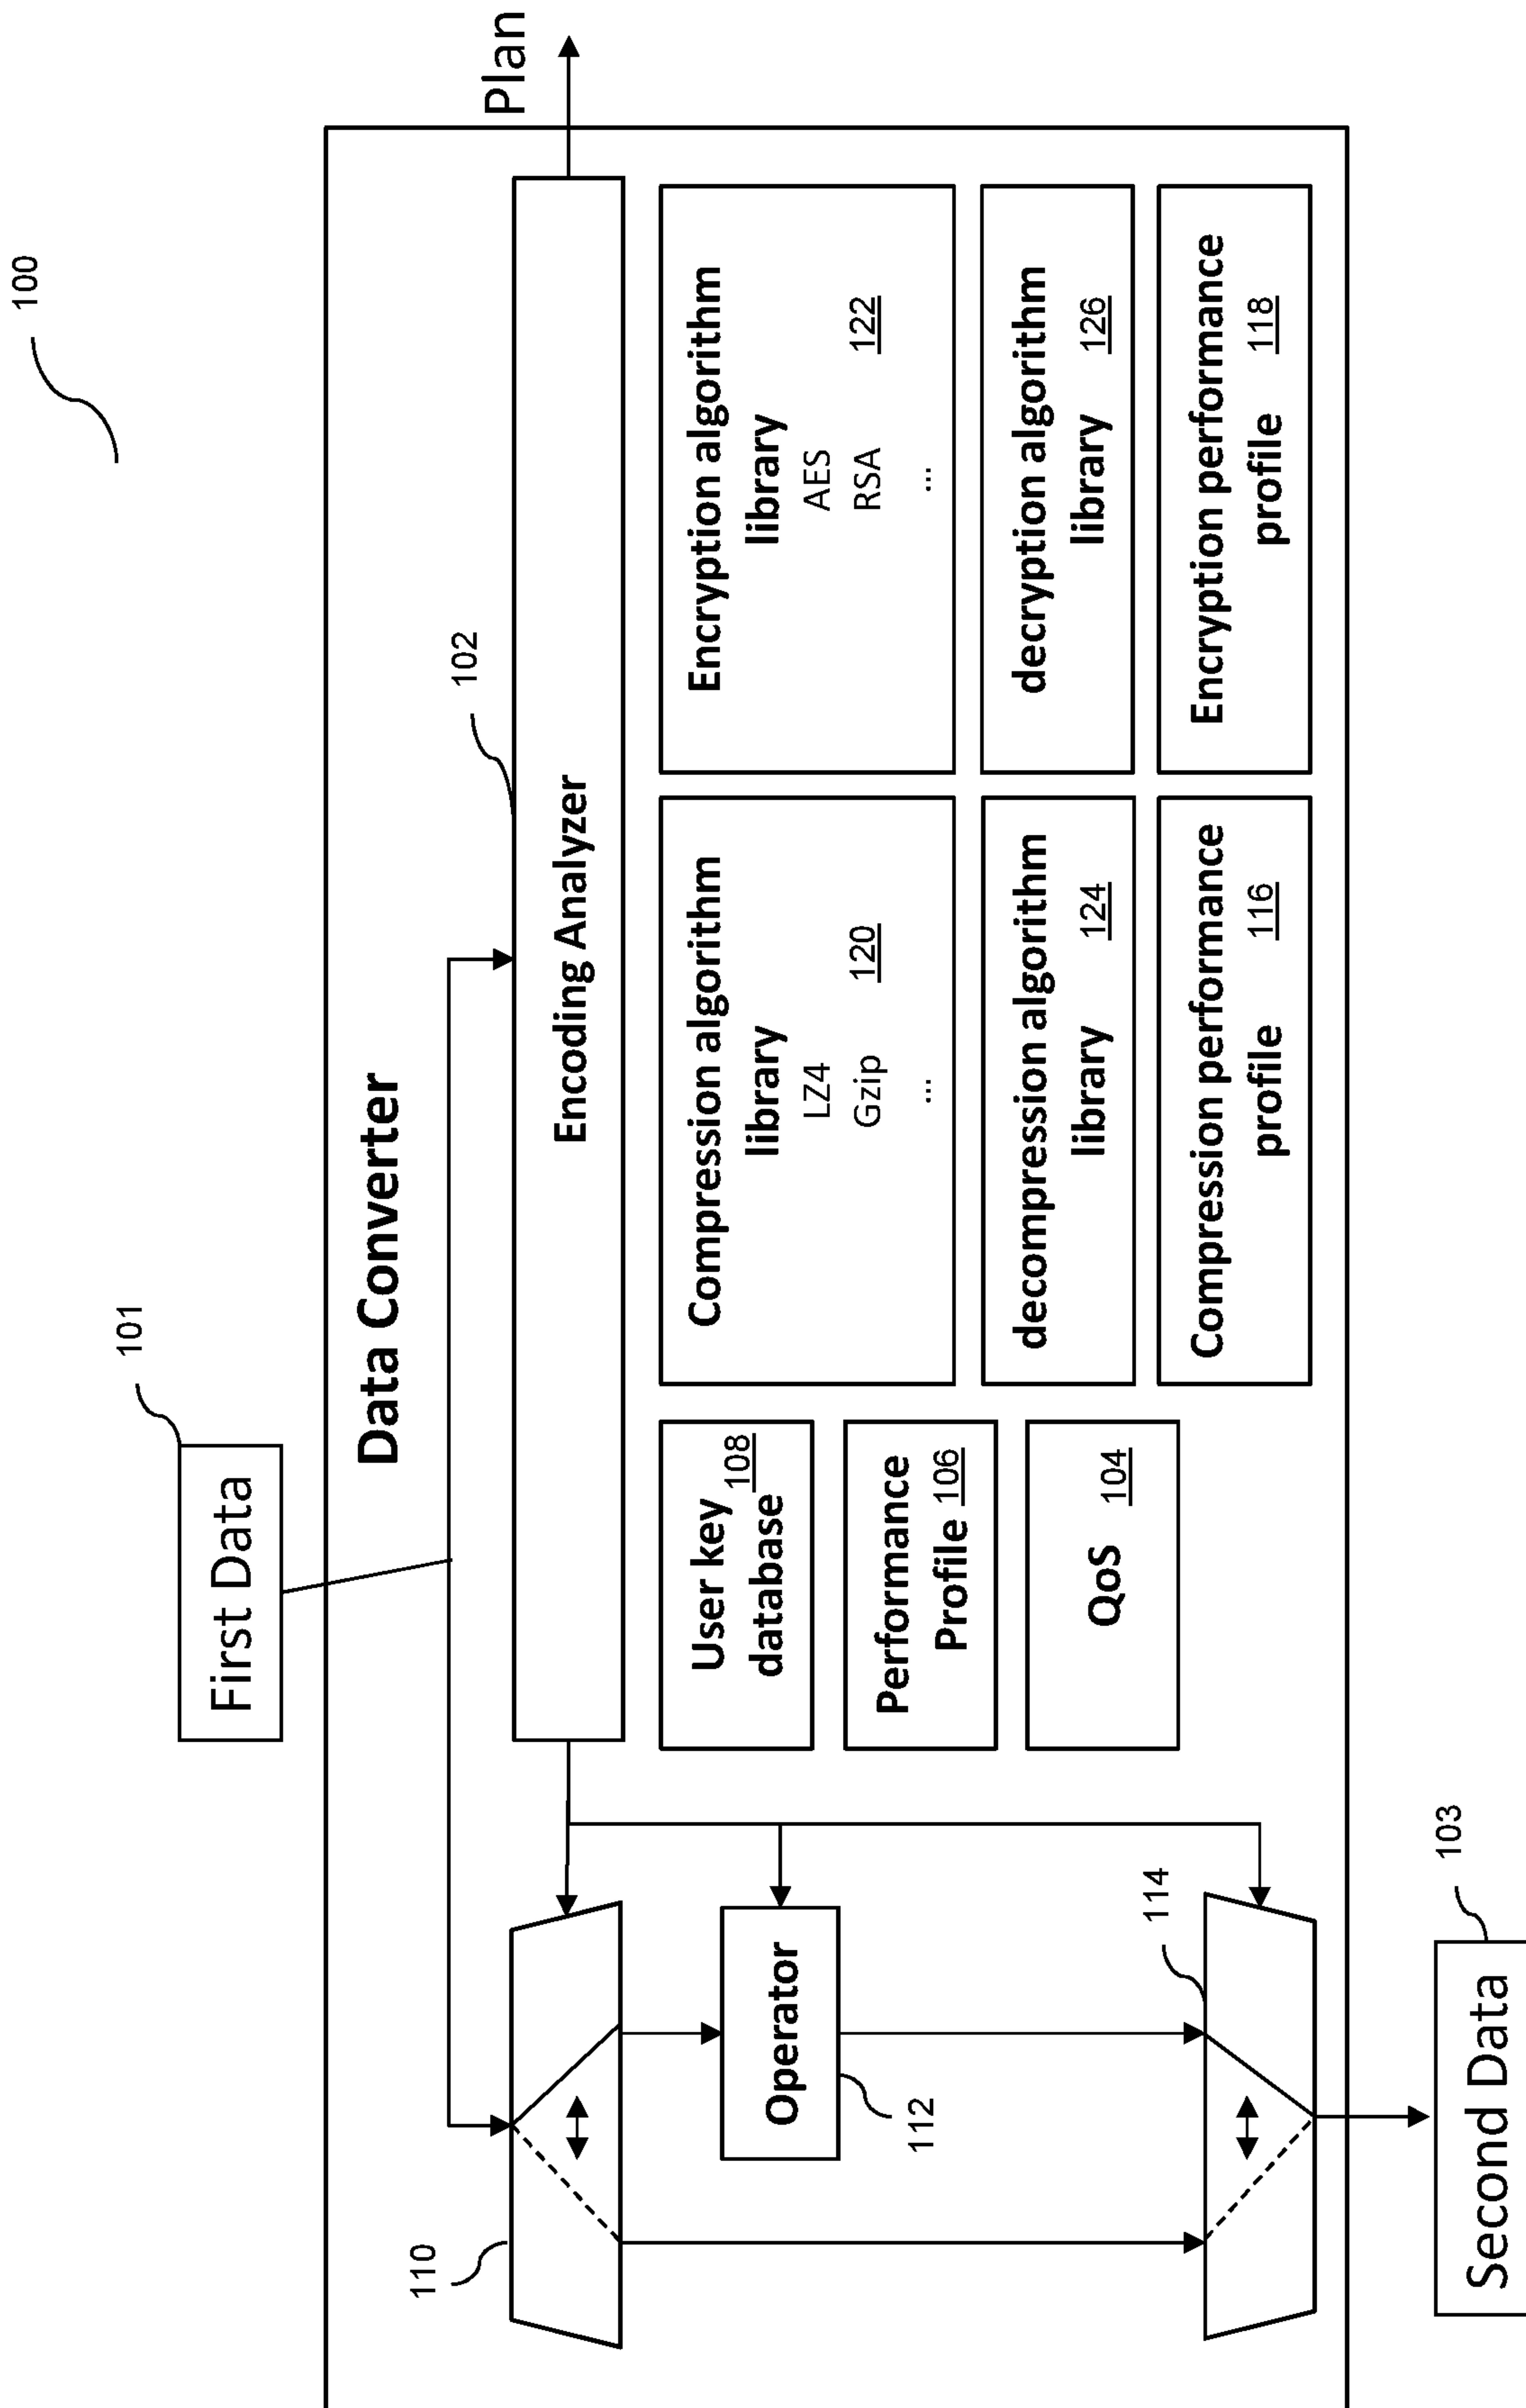 100
101
First Data
Data Converter
102
Encoding Analyzer
Plan
110
Operator
112
114
Second Data
103
User key
database
108
Performance
Profile
106
QoS
104
Compression algorithm
library
LZ4
Gzip
...
120
decompression algorithm
library
124
Compression performance
profile
116
Encryption algorithm
library
AES
RSA
...
122
decryption algorithm
library
126
Encryption performance
profile
118